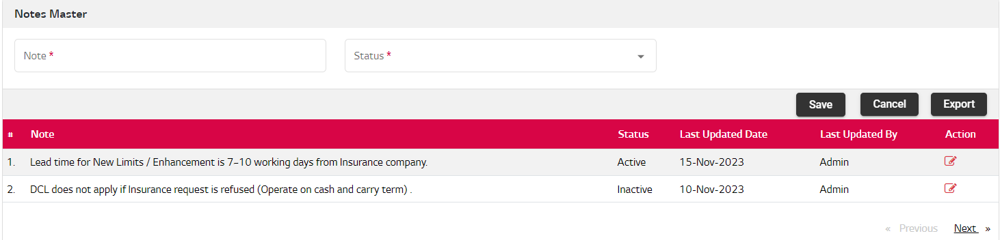 Notes Master
Note *
Status *
Save Cancel Export
# Note Status Last Updated Date Last Updated By Action
1. Lead time for New Limits / Enhancement is 7–10 working days from Insurance company. Active 15-Nov-2023 Admin
2. DCL does not apply if Insurance request is refused (Operate on cash and carry term) . Inactive 10-Nov-2023 Admin
« Previous Next »